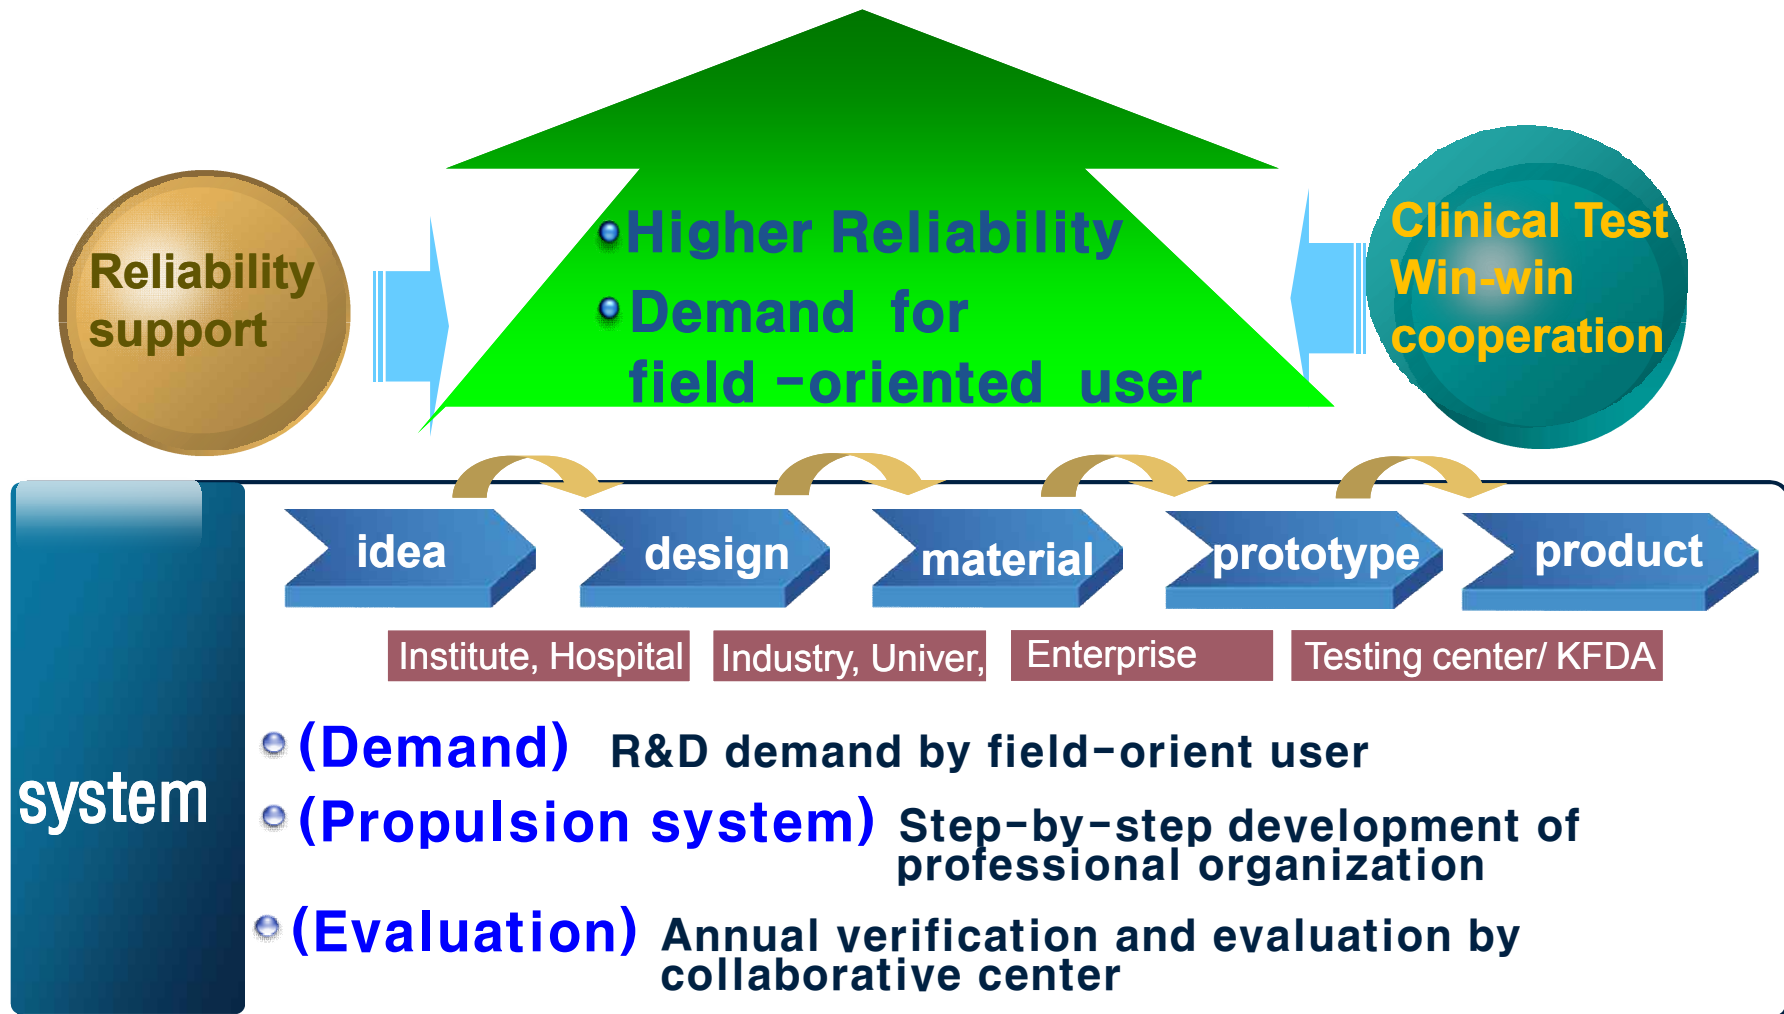 Higher Reliability
Demand for
field -oriented user
Reliability
support
Clinical Test
Win-win
cooperation
idea
design
material
prototype
product
Institute, Hospital
Industry, Univer,
Enterprise
Testing center/ KFDA
system
(Demand) R&D demand by field-orient user
(Propulsion system) Step-by-step development of
professional organization
(Evaluation) Annual verification and evaluation by
collaborative center